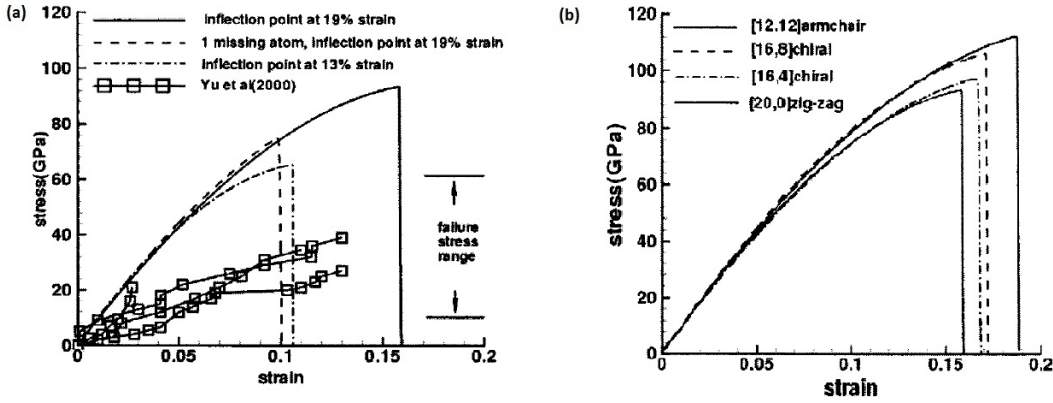 (a)
120
100
80
60
40
20
0
stress(GPa)
Inflection point at 19% strain
1 missing atom, inflection point at 19% strain
Inflection point at 13% strain
Yu et al(2000)
failure
stress
range
0
0.05
0.1
0.15
0.2
strain
(b)
120
100
80
60
40
20
0
stress(GPa)
[12,12]armchair
[16,8]chiral
[16,4]chiral
[20,0]zig-zag
0
0.05
0.1
0.15
0.2
strain